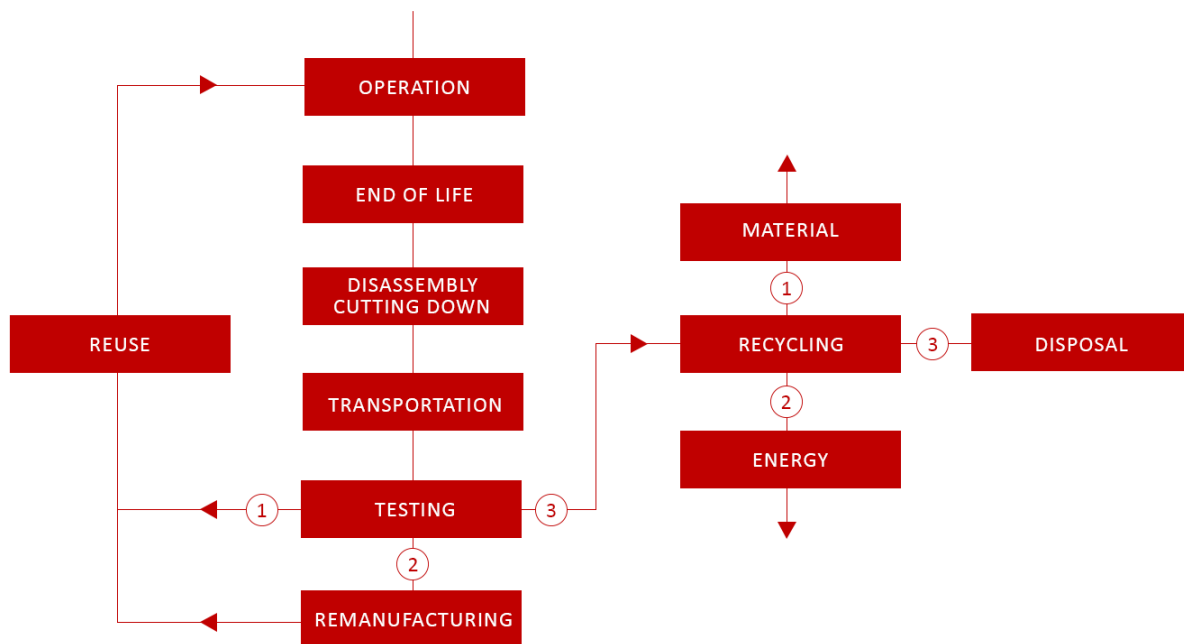 OPERATION
END OF LIFE
MATERIAL
1
DISASSEMBLY
CUTTING DOWN
REUSE
RECYCLING
3
DISPOSAL
2
TRANSPORTATION
ENERGY
1
TESTING
3
2
REMANUFACTURING